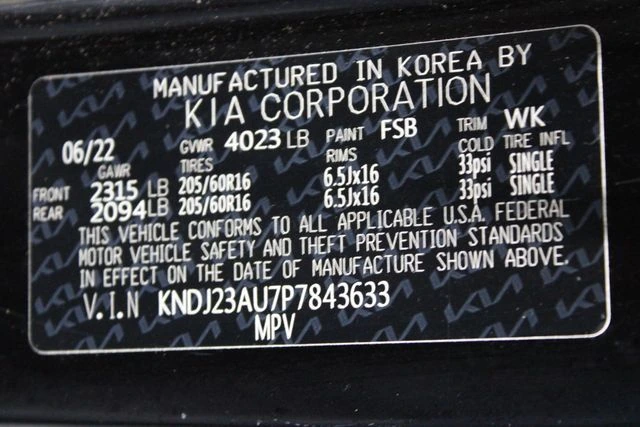 MANUFACTURED IN KOREA BY
KIA CORPORATION
06/22 GVWR 4023 LB PAINT FSB TRIM WK
GAWR TIRES RIMS COLD TIRE INFL
FRONT 2315 LB 205/60R16 6.5Jx16 33psi SINGLE
REAR 2094 LB 205/60R16 6.5Jx16 33psi SINGLE
THIS VEHICLE CONFORMS TO ALL APPLICABLE U.S.A. FEDERAL
MOTOR VEHICLE SAFETY AND THEFT PREVENTION STANDARDS
IN EFFECT ON THE DATE OF MANUFACTURE SHOWN ABOVE.
V.I.N KNDJ23AU7P7843633
MPV